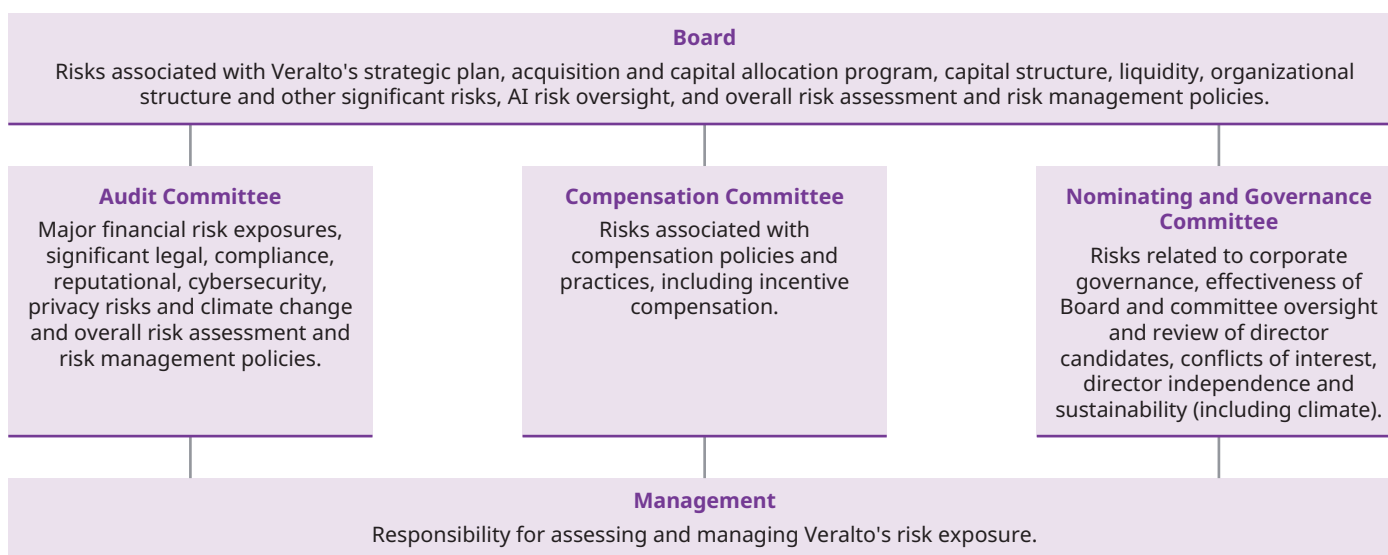 Board
Risks associated with Veralto's strategic plan, acquisition and capital allocation program, capital structure, liquidity, organizational
structure and other significant risks, AI risk oversight, and overall risk assessment and risk management policies.
Audit Committee
Major financial risk exposures,
significant legal, compliance,
reputational, cybersecurity,
privacy risks and climate change
and overall risk assessment and
risk management policies.
Compensation Committee
Risks associated with
compensation policies and
practices, including incentive
compensation.
Nominating and Governance
Committee
Risks related to corporate
governance, effectiveness of
Board and committee oversight
and review of director
candidates, conflicts of interest,
director independence and
sustainability (including climate).
Management
Responsibility for assessing and managing Veralto's risk exposure.